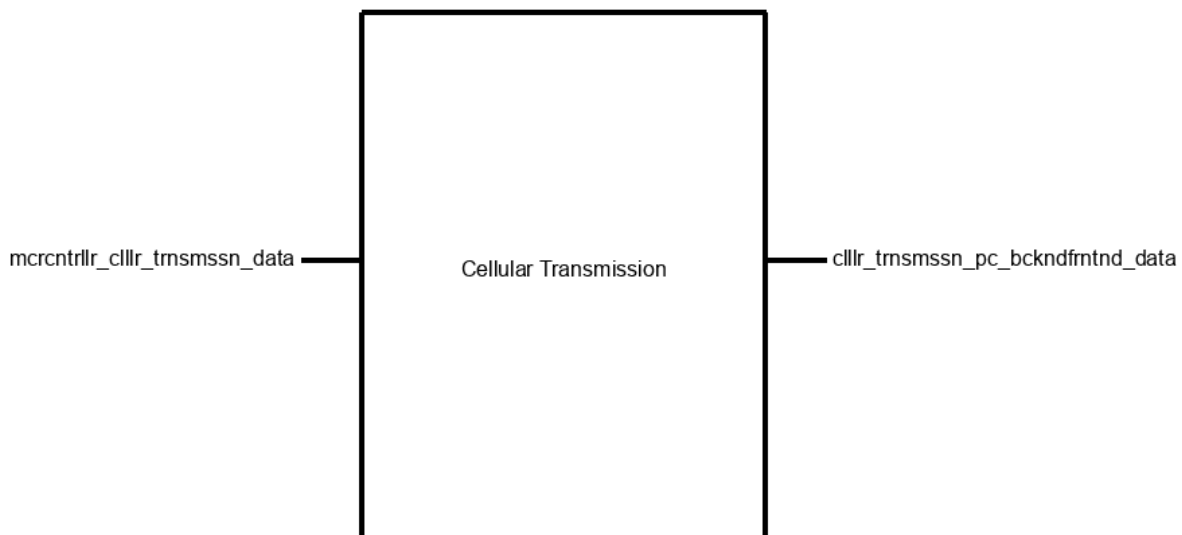 mcrcntrllr_clllr_trnsmssn_data
Cellular Transmission
clllr_trnsmssn_pc_bckndfrntnd_data